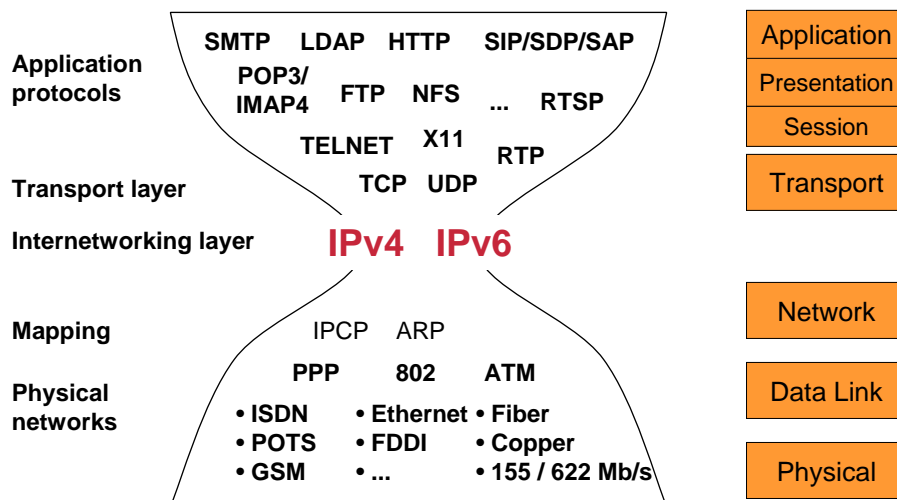 SMTP LDAP HTTP SIP/SDP/SAP
Application
protocols
POP3/
IMAP4 FTP NFS ... RTSP
TELNET X11 RTP
Transport layer
TCP UDP
Internetworking layer
IPv4 IPv6
Mapping
IPCP ARP
Physical
networks
PPP 802 ATM
• ISDN • Ethernet • Fiber
• POTS • FDDI • Copper
• GSM • ... • 155 / 622 Mb/s
Application
Presentation
Session
Transport
Network
Data Link
Physical